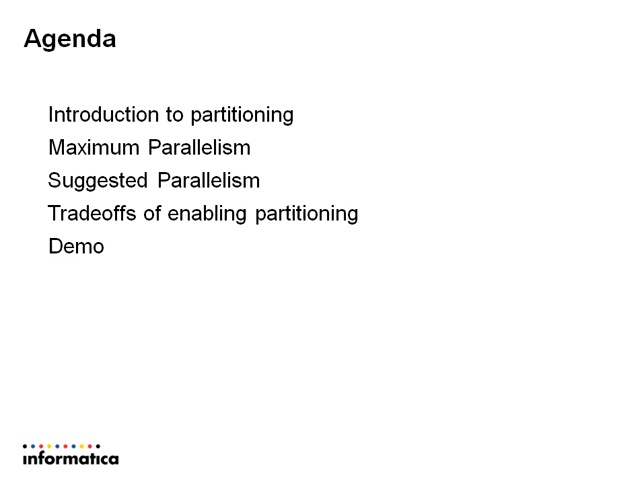 Agenda
Introduction to partitioning
Maximum Parallelism
Suggested Parallelism
Tradeoffs of enabling partitioning
Demo
informatica